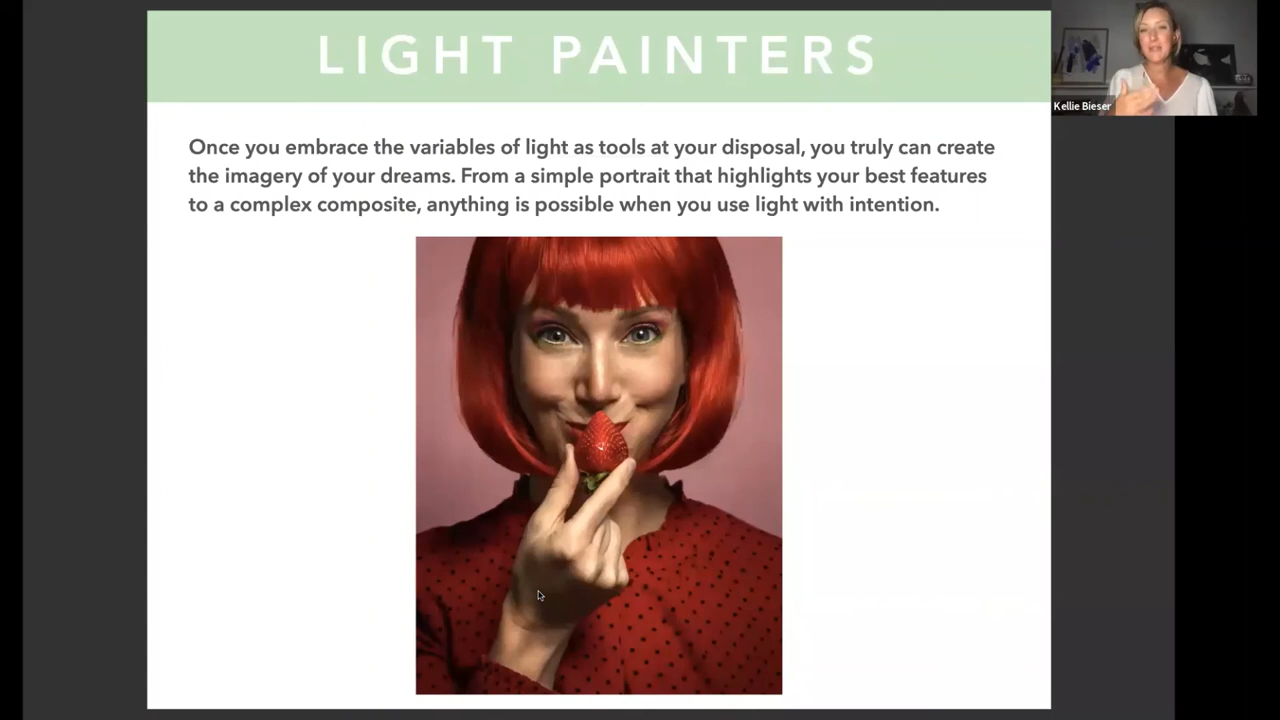 LIGHT PAINTERS
Kellie Bieser
Once you embrace the variables of light as tools at your disposal, you truly can create
the imagery of your dreams. From a simple portrait that highlights your best features
to a complex composite, anything is possible when you use light with intention.